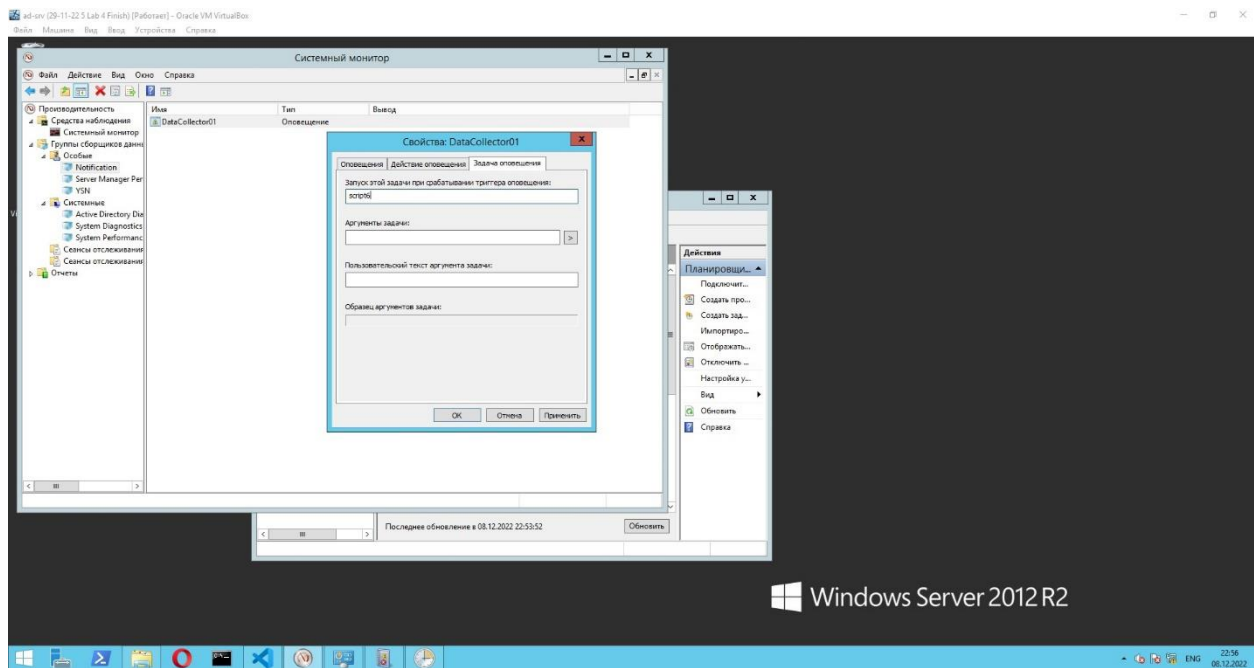 ad-srv (29-11-22 5 Lab 4 Finish) [Работает] - Oracle VM VirtualBox
Файл Машина Вид Ввод Устройства Справка
Системный монитор
Файл Действие Вид Окно Справка
Производительность
Средства наблюдения
Системный монитор
Группы сборщиков данн
Особые
Notification
Server Manager Per
YSN
Системные
Active Directory Dia
System Diagnostics
System Performanc
Сеансы отслеживания
Сеансы отслеживания
Отчеты
Имя Тип Вывод
DataCollector01 Оповещение
Свойства: DataCollector01
Оповещения Действие оповещения Задача оповещения
Запуск этой задачи при срабатывании триггера оповещения:
script6
Аргументы задачи:
Пользовательский текст аргумента задачи:
Образец аргументов задачи:
OK Отмена Применить
Действия
Планировщи...
Подключит...
Создать про...
Создать зад...
Импортиро...
Отображать...
Отключить ...
Настройка у...
Вид
Обновить
Справка
Последнее обновление в 08.12.2022 22:53:52
Обновить
Windows Server 2012 R2
ENG
22:56
08.12.2022